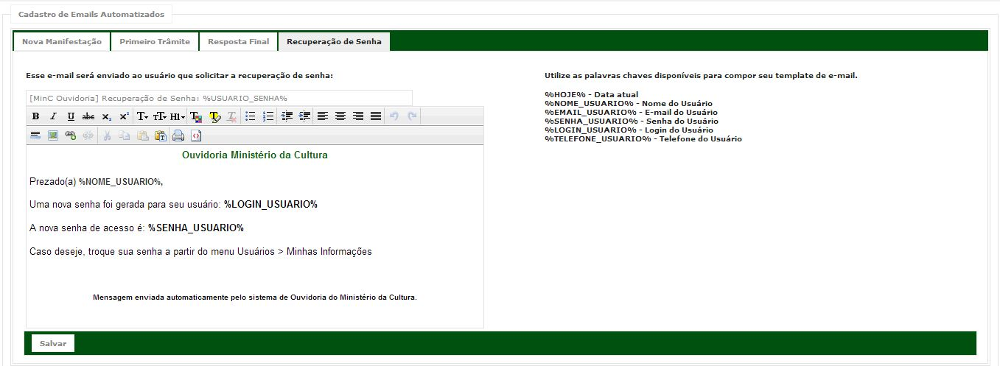 Cadastro de Emails Automatizados
Nova Manifestação
Primeiro Trâmite
Resposta Final
Recuperação de Senha
Esse e-mail será enviado ao usuário que solicitar a recuperação de senha:
[MinC Ouvidoria] Recuperação de Senha: %USUARIO_SENHA%
B I U abc x₂ x² T TT H1 T T T
Ouvidoria Ministério da Cultura
Prezado(a) %NOME_USUARIO%,
Uma nova senha foi gerada para seu usuário: %LOGIN_USUARIO%
A nova senha de acesso é: %SENHA_USUARIO%
Caso deseje, troque sua senha a partir do menu Usuários > Minhas Informações
Mensagem enviada automaticamente pelo sistema de Ouvidoria do Ministério da Cultura.
Utilize as palavras chaves disponíveis para compor seu template de e-mail.
%HOJE% - Data atual
%NOME_USUARIO% - Nome do Usuário
%EMAIL_USUARIO% - E-mail do Usuário
%SENHA_USUARIO% - Senha do Usuário
%LOGIN_USUARIO% - Login do Usuário
%TELEFONE_USUARIO% - Telefone do Usuário
Salvar